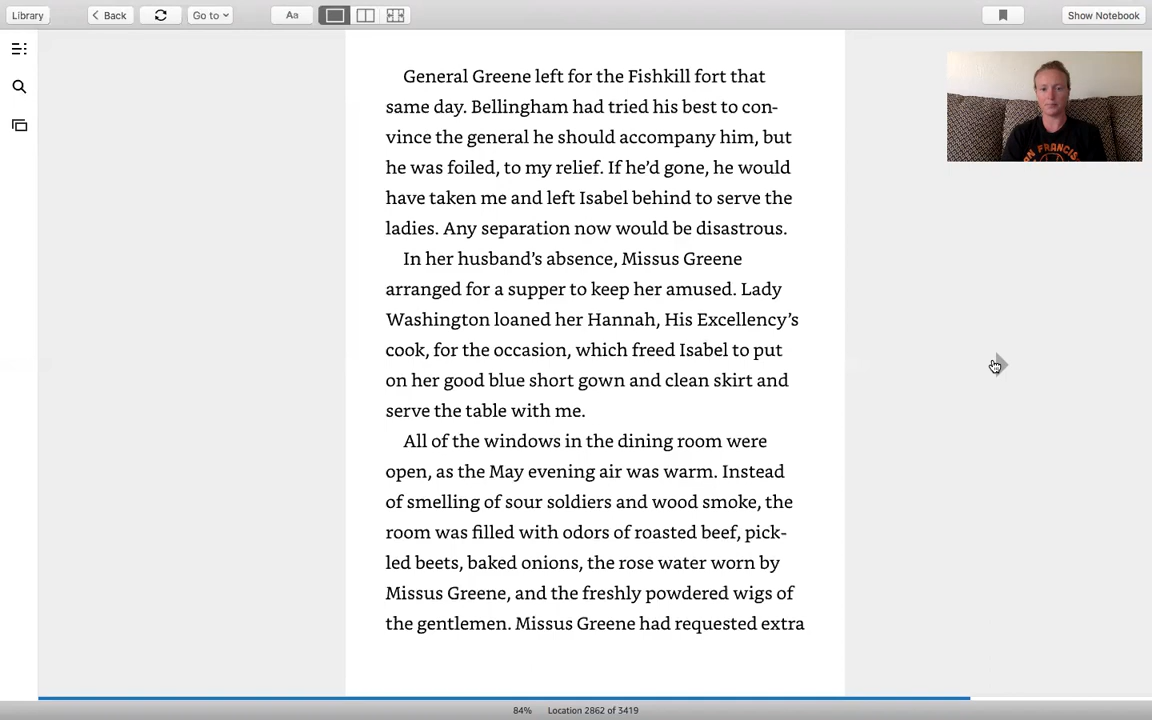 Library
Back
Go to
Aa
Show Notebook
General Greene left for the Fishkill fort that
same day. Bellingham had tried his best to con-
vince the general he should accompany him, but
he was foiled, to my relief. If he’d gone, he would
have taken me and left Isabel behind to serve the
ladies. Any separation now would be disastrous.
In her husband’s absence, Missus Greene
arranged for a supper to keep her amused. Lady
Washington loaned her Hannah, His Excellency’s
cook, for the occasion, which freed Isabel to put
on her good blue short gown and clean skirt and
serve the table with me.
All of the windows in the dining room were
open, as the May evening air was warm. Instead
of smelling of sour soldiers and wood smoke, the
room was filled with odors of roasted beef, pick-
led beets, baked onions, the rose water worn by
Missus Greene, and the freshly powdered wigs of
the gentlemen. Missus Greene had requested extra
84% Location 2862 of 3419